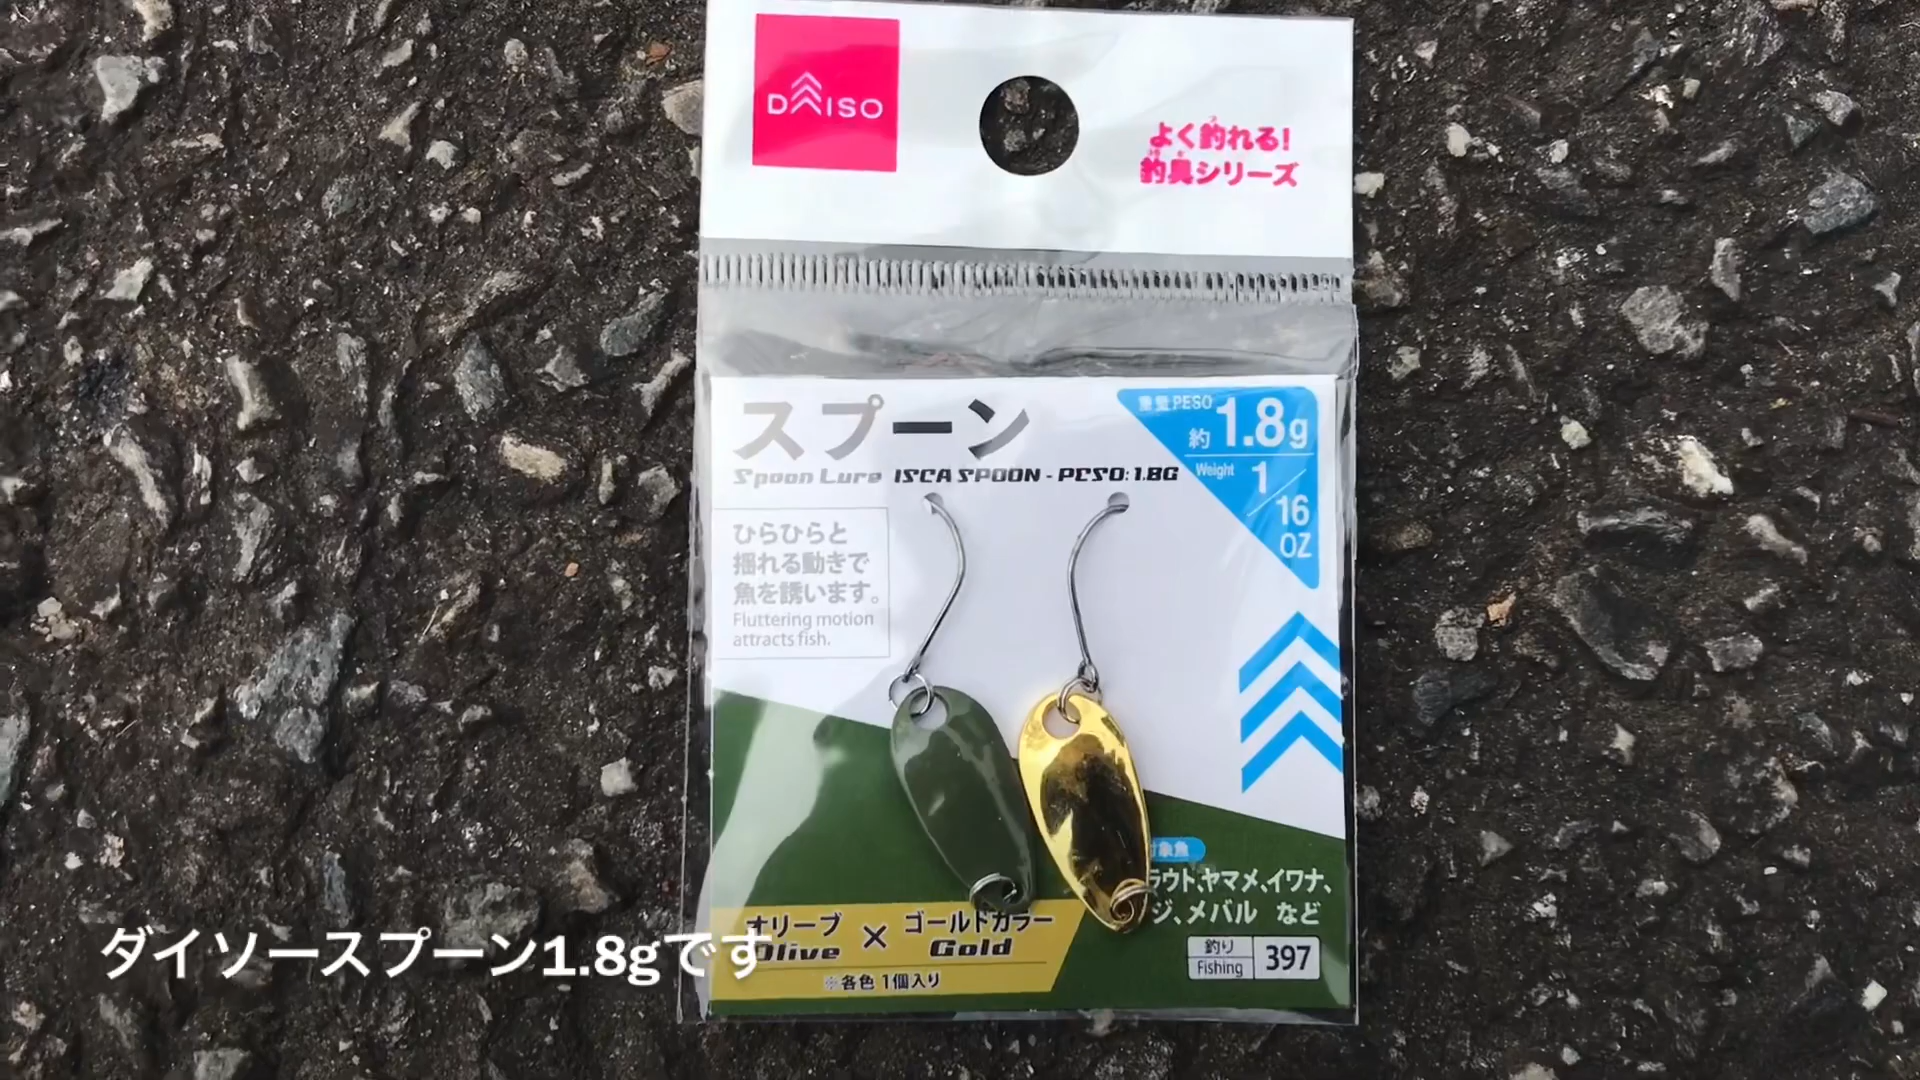 DAISO
よく釣れる!
釣具シリーズ
スプーン
Spoon Lure ISCA SPOON - PESO: 1.8G
重量 PESO
約1.8g
Weight 1/16 OZ
ひらひらと
揺れる動きで
魚を誘います。
Fluttering motion
attracts fish.
対象魚
ラウト、ヤマメ、イワナ、
ジ、メバル など
オリーブ × ゴールドカラー
Olive Gold
※各色1個入り
釣り
Fishing 397
ダイソースプーン1.8gです